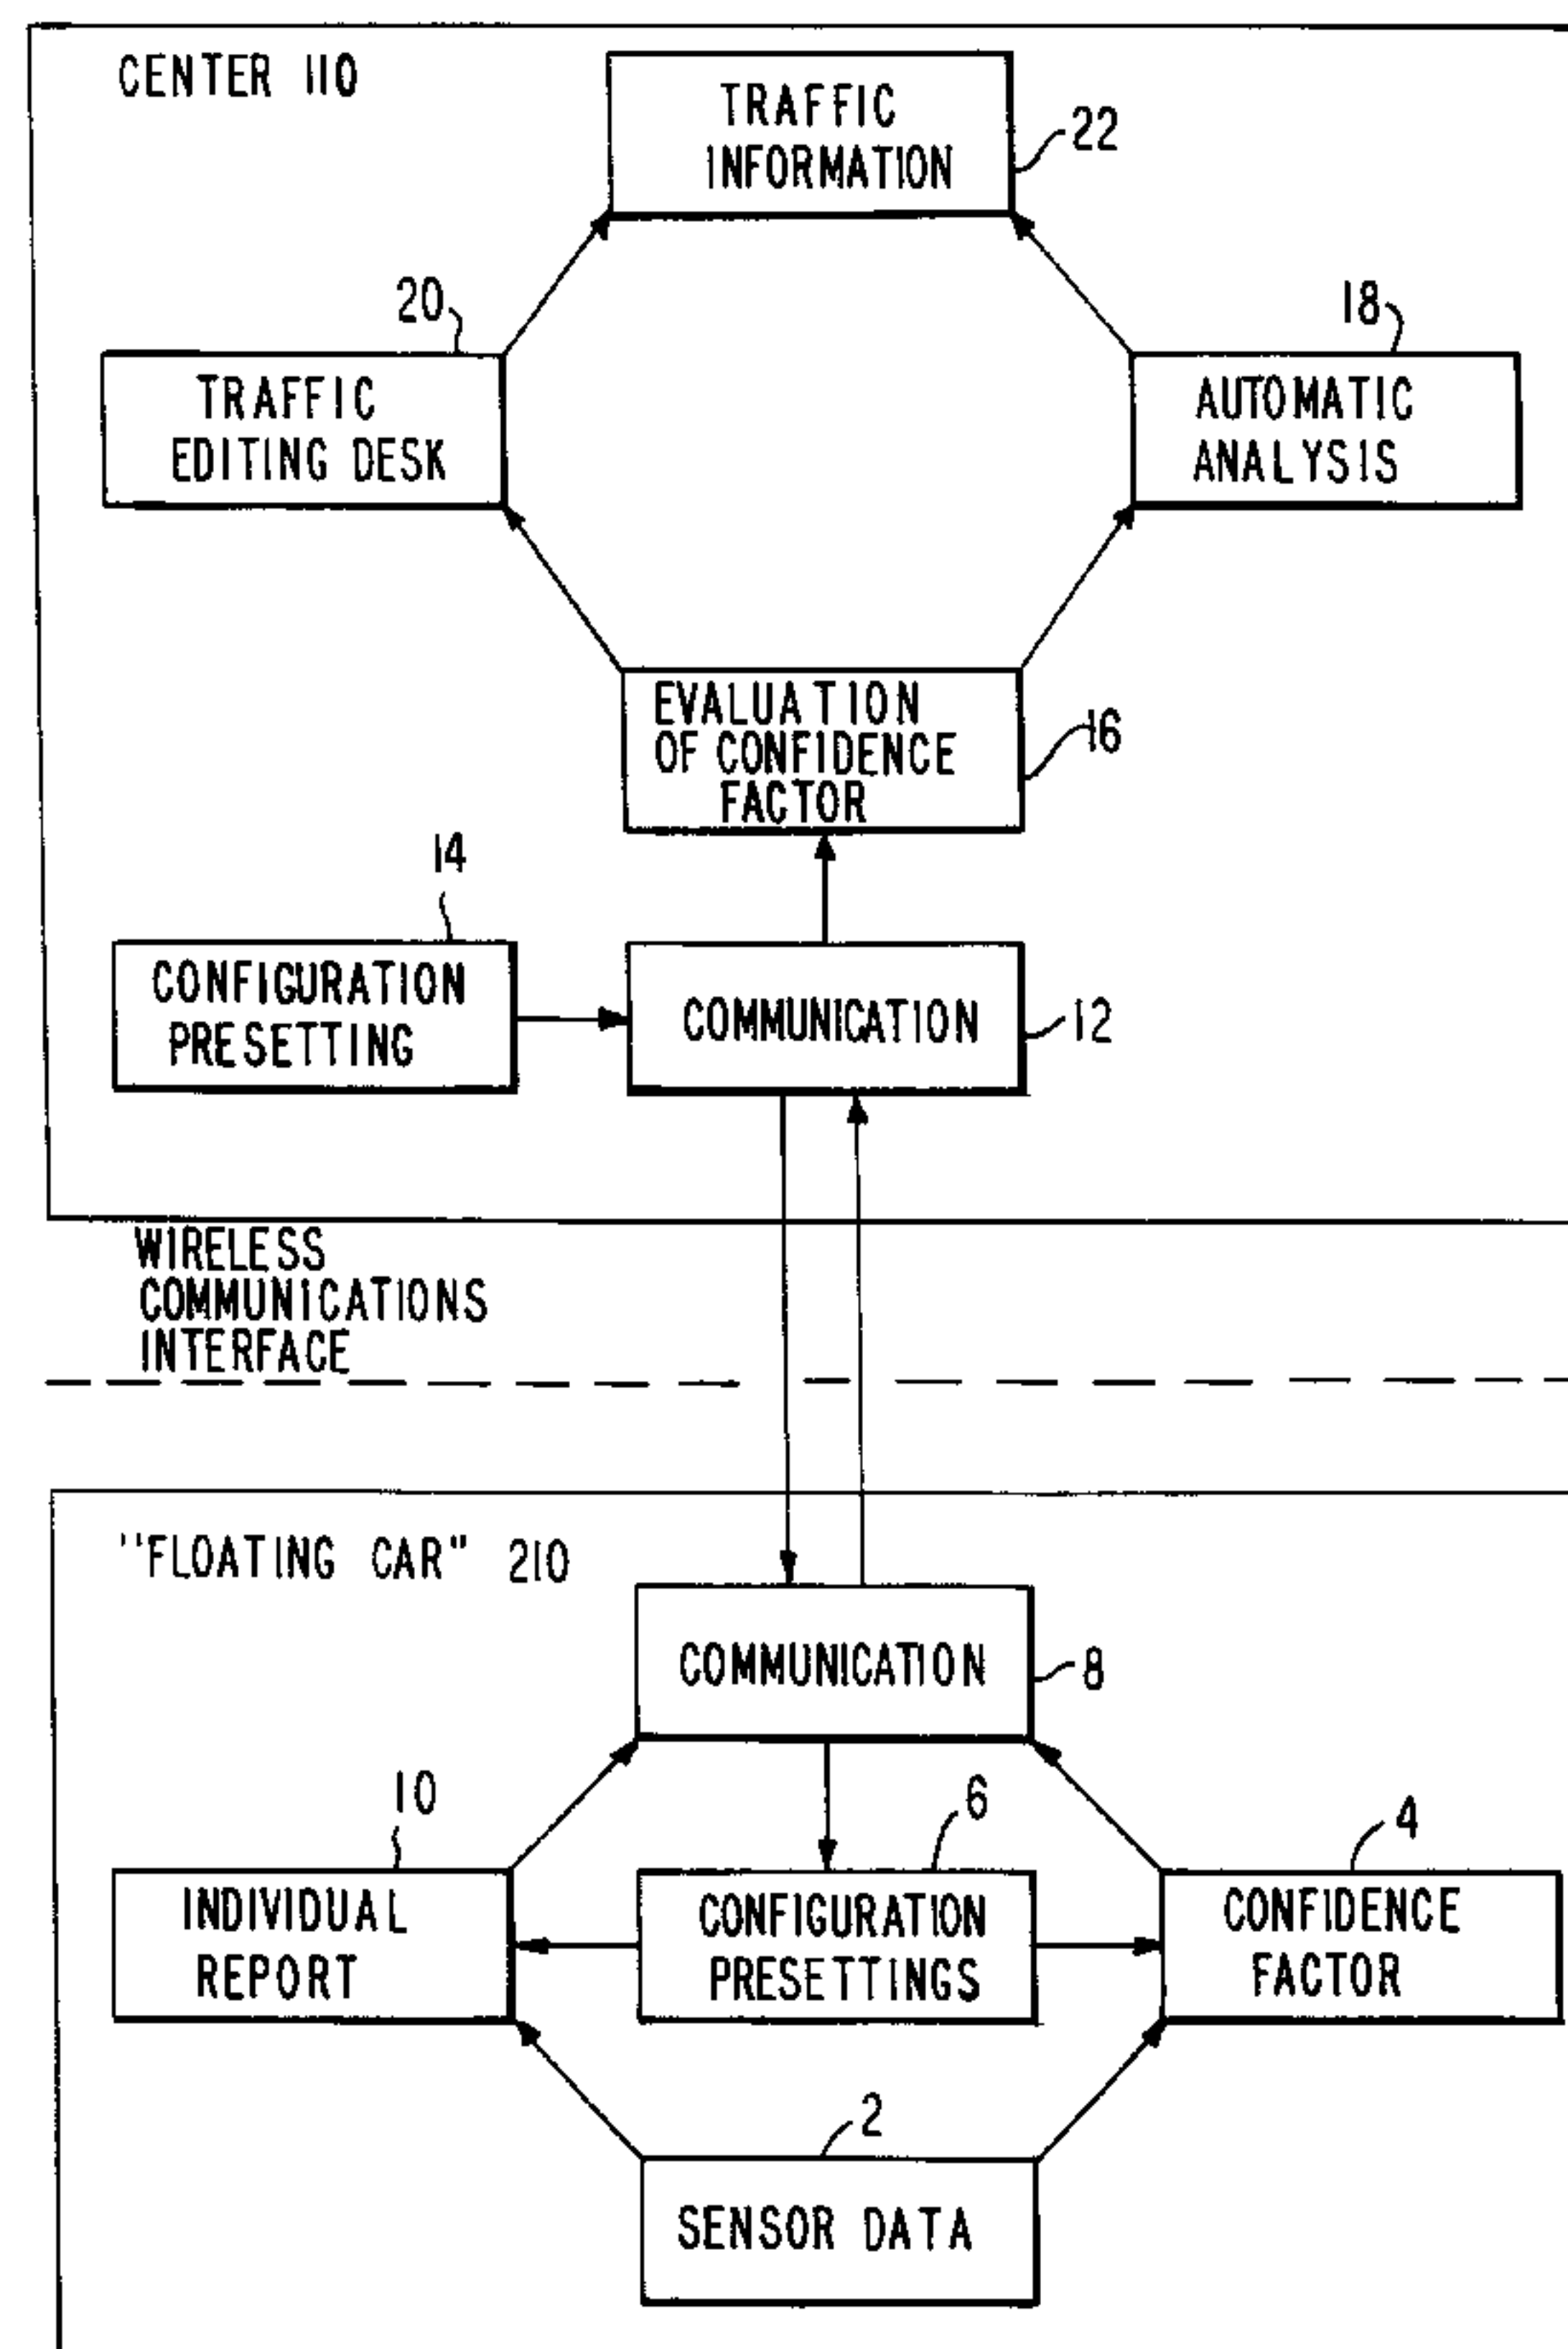 CENTER 110
TRAFFIC
INFORMATION
22
20
18
TRAFFIC
EDITING DESK
AUTOMATIC
ANALYSIS
EVALUATION
OF CONFIDENCE
FACTOR
16
14
CONFIGURATION
PRESETTING
COMMUNICATION
12
WIRELESS
COMMUNICATIONS
INTERFACE
"FLOATING CAR" 210
COMMUNICATION
8
10
6
4
INDIVIDUAL
REPORT
CONFIGURATION
PRESETTINGS
CONFIDENCE
FACTOR
2
SENSOR DATA